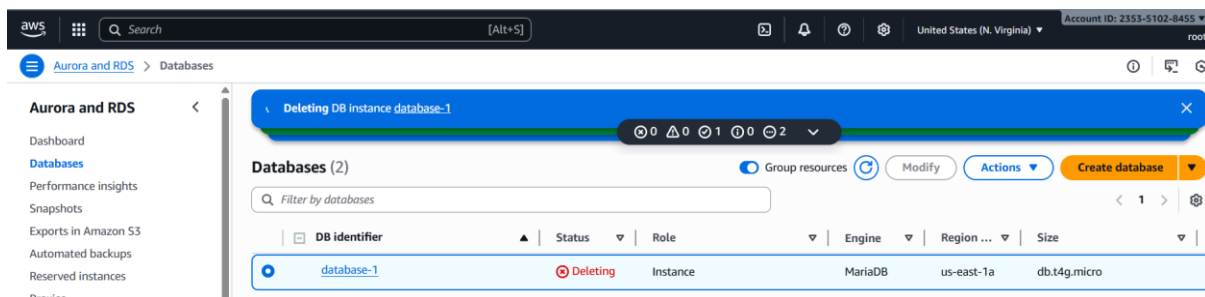 aws
Search
[Alt+S]
United States (N. Virginia) ▼
Account ID: 2353-5102-8455 ▼
root
Aurora and RDS > Databases
Aurora and RDS
Dashboard
Databases
Performance insights
Snapshots
Exports in Amazon S3
Automated backups
Reserved instances
Deleting DB instance database-1
0 0 1 0 2
Databases (2)
Group resources
Modify
Actions ▼
Create database ▼
Filter by databases
< 1 >
DB identifier ▲ Status Role Engine Region ... Size
database-1 Deleting Instance MariaDB us-east-1a db.t4g.micro